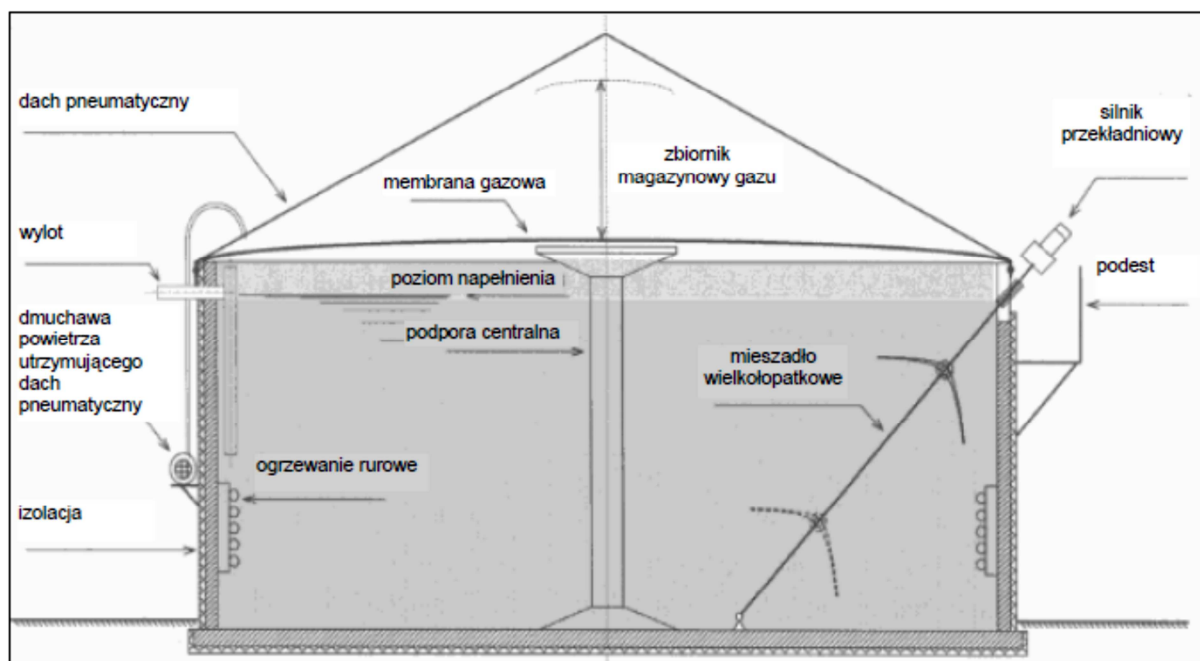 dach pneumatyczny
silnik
przekładniowy
zbiornik
magazynowy gazu
membrana gazowa
wylot
poziom napełnienia
podest
dmuchawa
powietrza
utrzymującego
dach
pneumatyczny
podpora centralna
mieszadło
wielkołopatkowe
ogrzewanie rurowe
izolacja